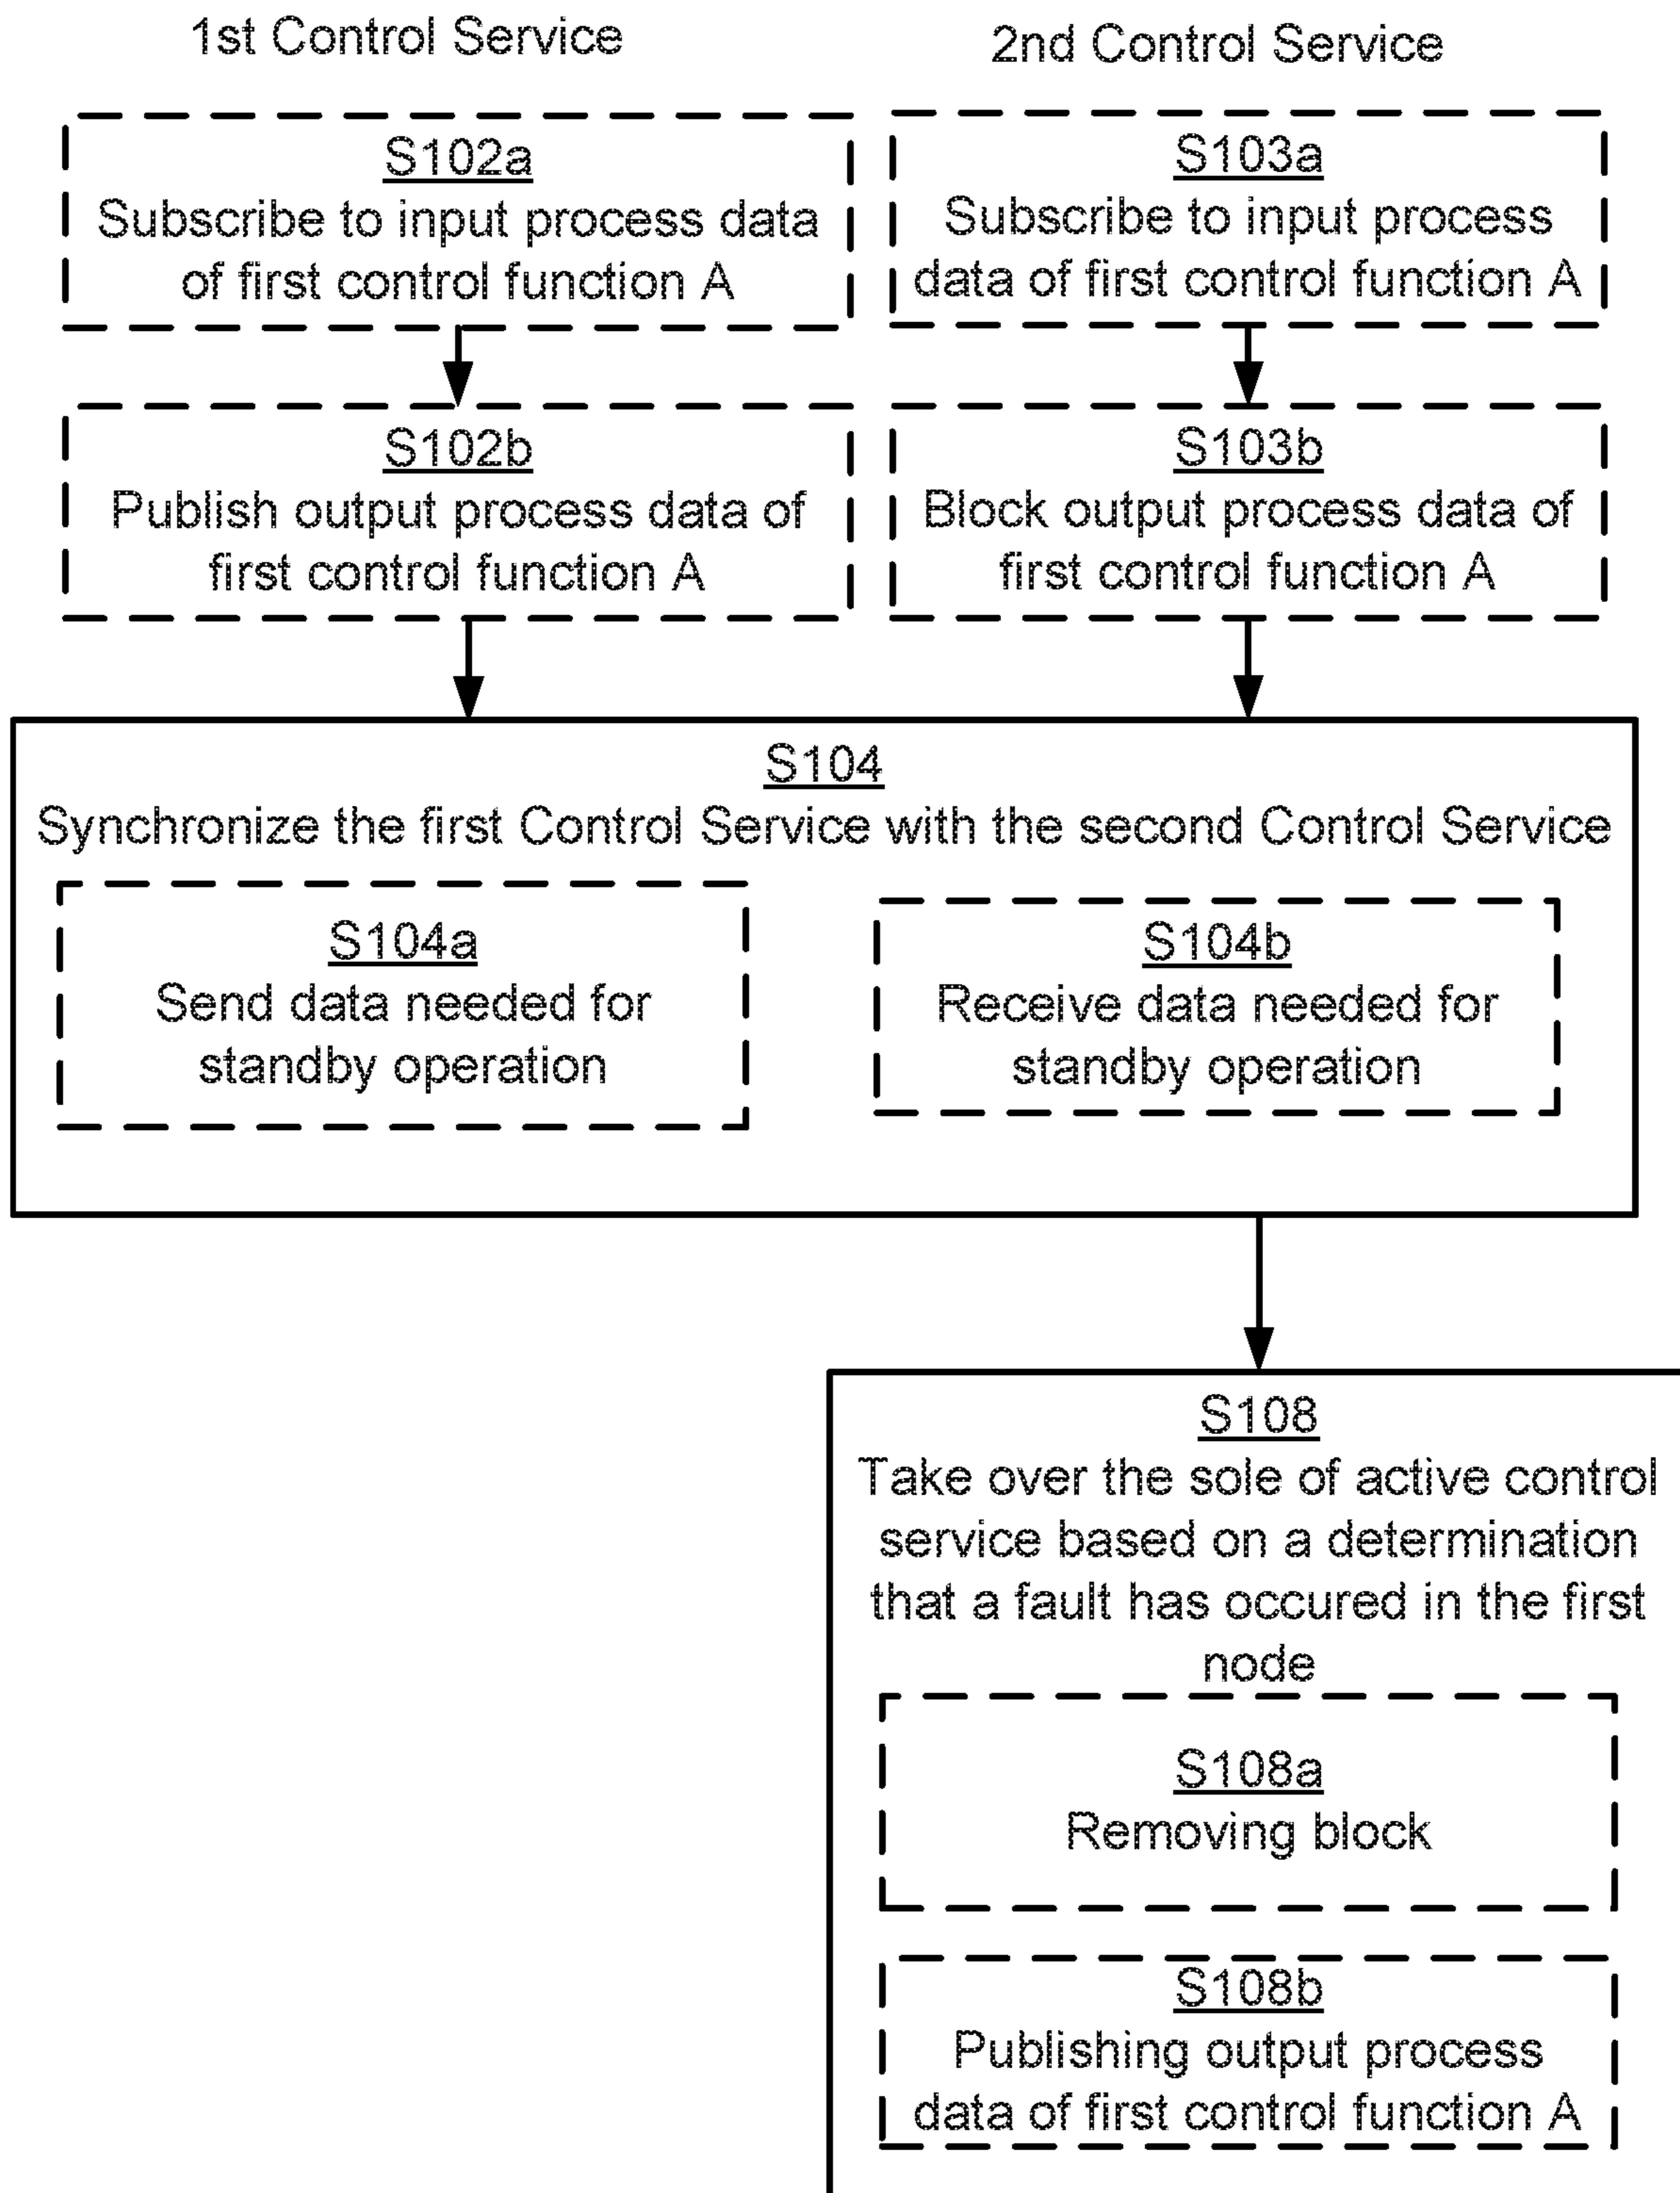 1st Control Service
2nd Control Service
S102a
Subscribe to input process data
of first control function A
S103a
Subscribe to input process
data of first control function A
S102b
Publish output process data of
first control function A
S103b
Block output process data of
first control function A
S104
Synchronize the first Control Service with the second Control Service
S104a
Send data needed for
standby operation
S104b
Receive data needed for
standby operation
S108
Take over the sole of active control
service based on a determination
that a fault has occured in the first
node
S108a
Removing block
S108b
Publishing output process
data of first control function A